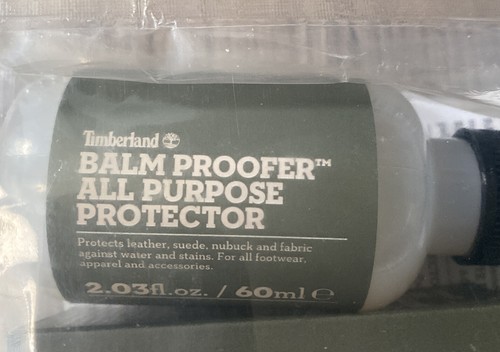 Timberland
BALM PROOFER™
ALL PURPOSE
PROTECTOR
Protects leather, suede, nubuck and fabric
against water and stains. For all footwear,
apparel and accessories.
2.03fl.oz. / 60ml ℮